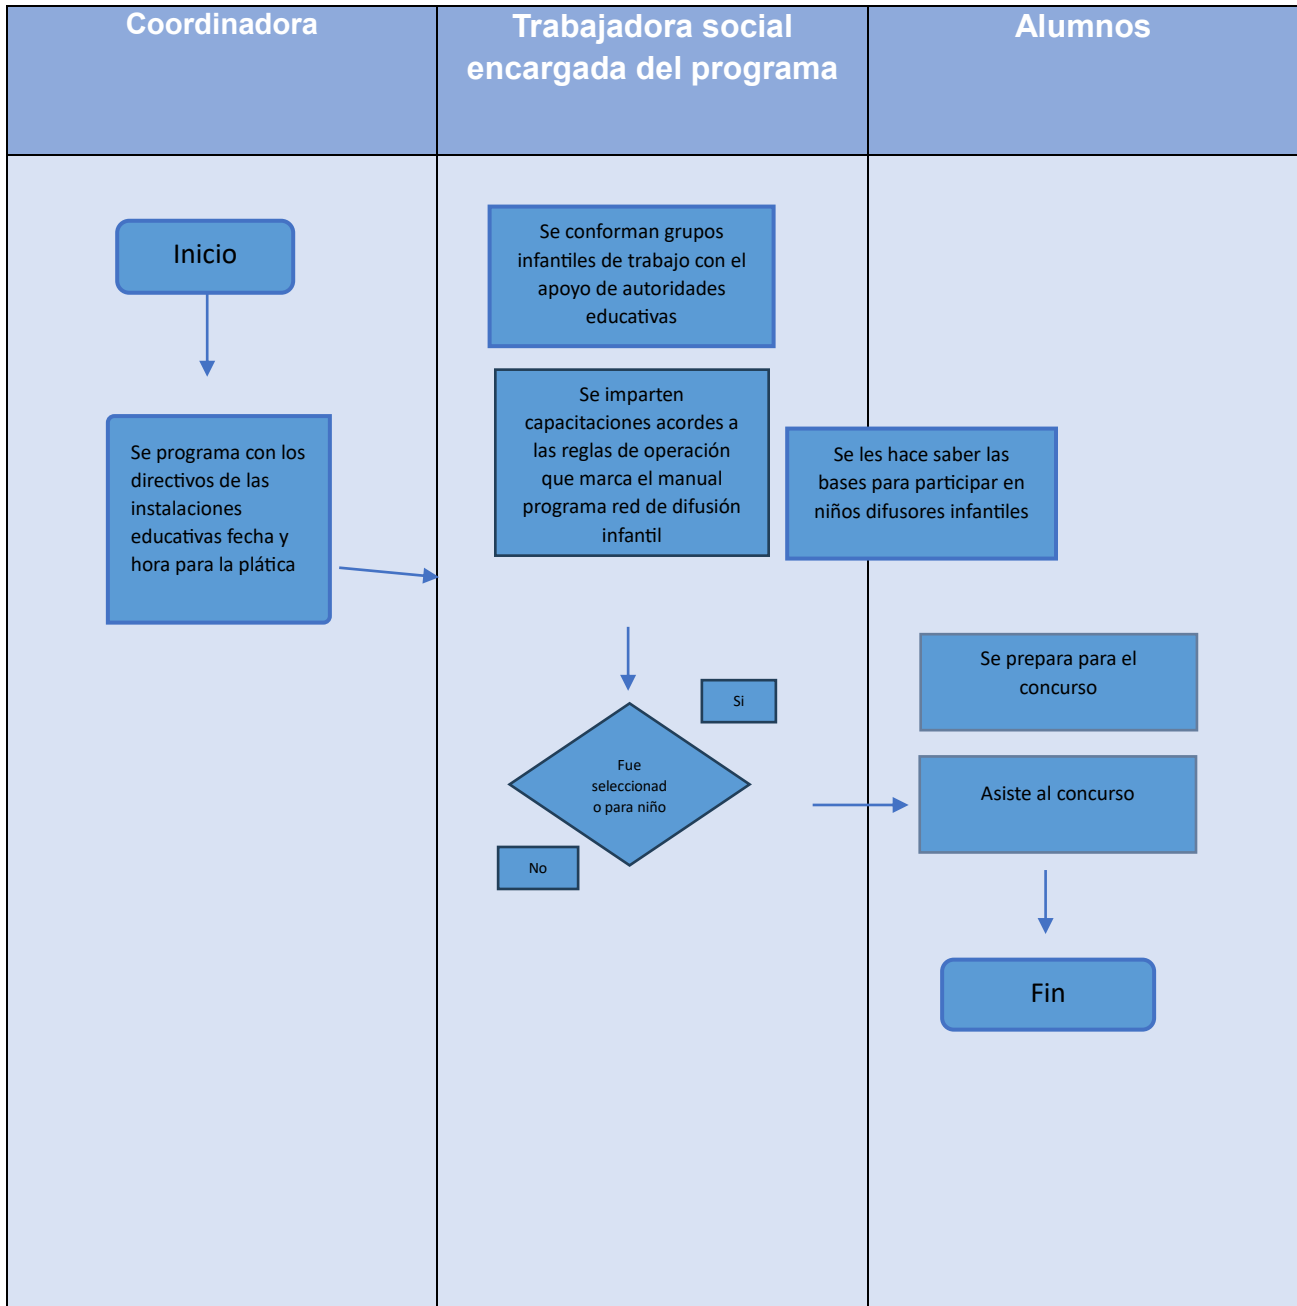 Coordinadora
Trabajadora social
encargada del programa
Alumnos
Inicio
Se programa con los
directivos de las
instalaciones
educativas fecha y
hora para la plática
Se conforman grupos
infantiles de trabajo con el
apoyo de autoridades
educativas
Se imparten
capacitaciones acordes a
las reglas de operación
que marca el manual
programa red de difusión
infantil
Se les hace saber las
bases para participar en
niños difusores infantiles
Si
Fue
seleccionad
o para niño
No
Se prepara para el
concurso
Asiste al concurso
Fin